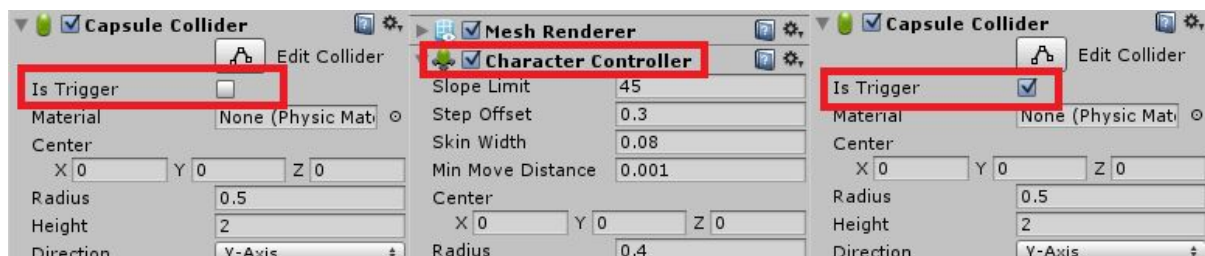 Capsule Collider
Edit Collider
Is Trigger
Material None (Physic Mat
Center
X 0 Y 0 Z 0
Radius 0.5
Height 2
Direction Y-Axis
Mesh Renderer
Character Controller
Slope Limit 45
Step Offset 0.3
Skin Width 0.08
Min Move Distance 0.001
Center
X 0 Y 0 Z 0
Radius 0.4
Capsule Collider
Edit Collider
Is Trigger
Material None (Physic Mat
Center
X 0 Y 0 Z 0
Radius 0.5
Height 2
Direction Y-Axis